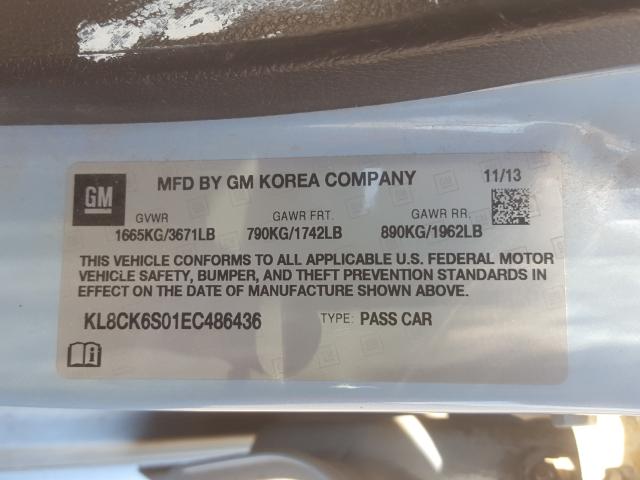 GM MFD BY GM KOREA COMPANY 11/13
GVWR GAWR FRT. GAWR RR.
1665KG/3671LB 790KG/1742LB 890KG/1962LB
THIS VEHICLE CONFORMS TO ALL APPLICABLE U.S. FEDERAL MOTOR
VEHICLE SAFETY, BUMPER, AND THEFT PREVENTION STANDARDS IN
EFFECT ON THE DATE OF MANUFACTURE SHOWN ABOVE.
KL8CK6S01EC486436 TYPE: PASS CAR